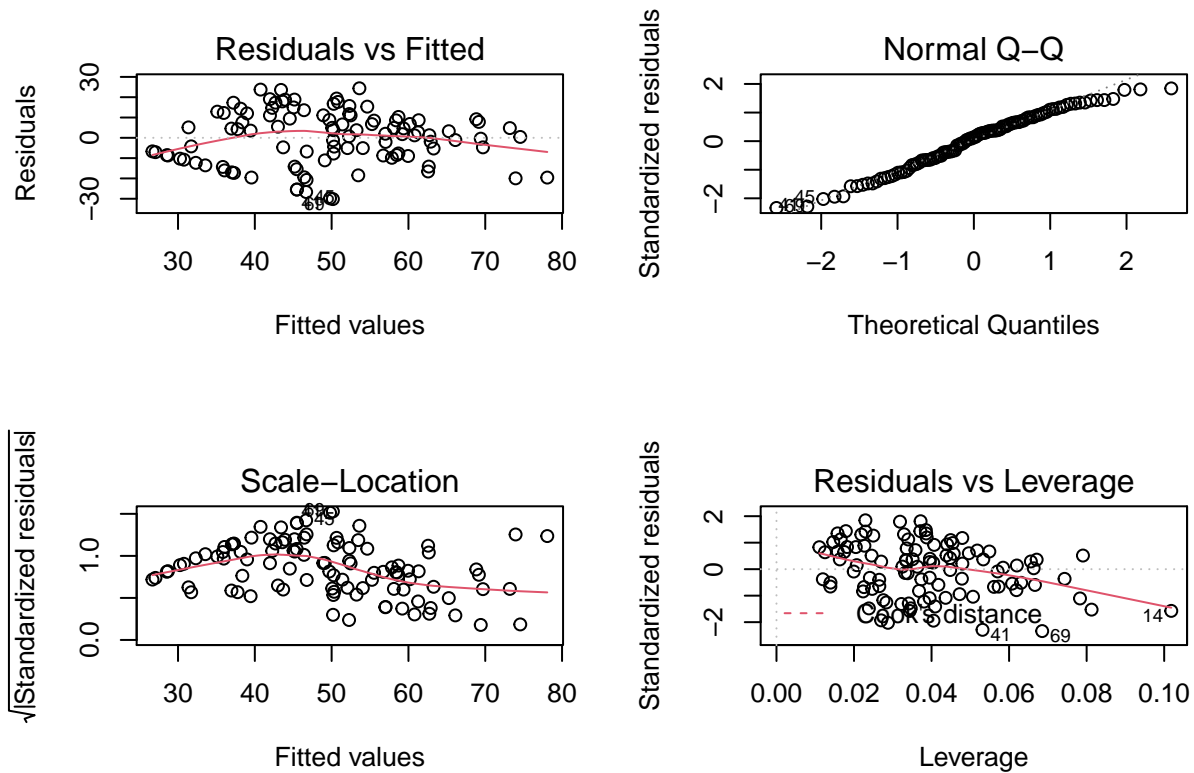 Residuals vs Fitted
Residuals
30
0
−30
30 40 50 60 70 80
Fitted values
Normal Q−Q
Standardized residuals
2
0
−2
45
−2 −1 0 1 2
Theoretical Quantiles
Scale−Location
√|Standardized residuals|
1.0
0.0
30 40 50 60 70 80
Fitted values
Residuals vs Leverage
Standardized residuals
2
0
−2
Cook's distance
14
41
69
0.00 0.02 0.04 0.06 0.08 0.10
Leverage